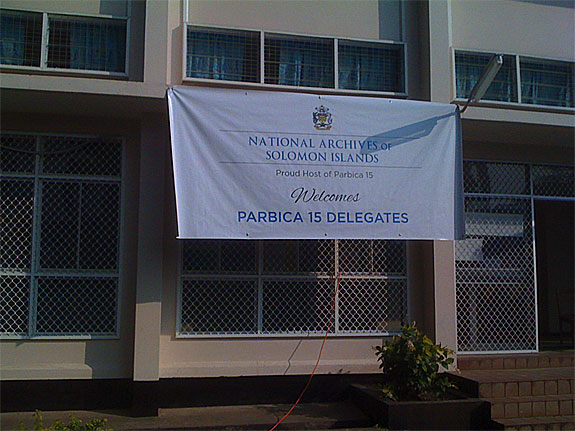 NATIONAL ARCHIVES of
SOLOMON ISLANDS
Proud Host of Parbica 15
Welcomes
PARBICA 15 DELEGATES